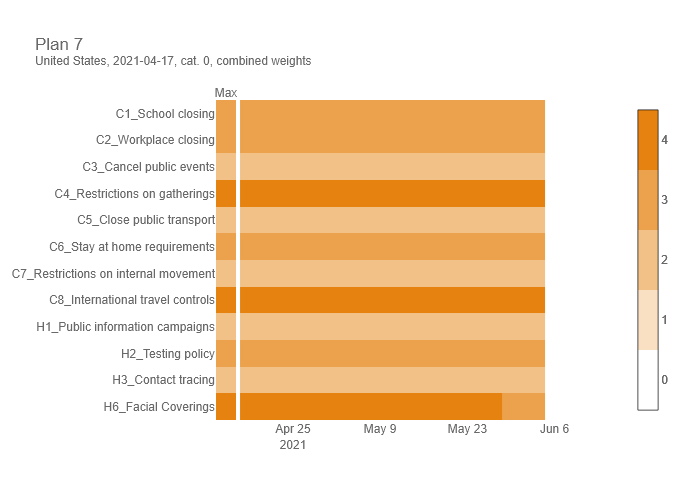 Plan 7
United States, 2021-04-17, cat. 0, combined weights
Max
C1_School closing
C2_Workplace closing
C3_Cancel public events
C4_Restrictions on gatherings
C5_Close public transport
C6_Stay at home requirements
C7_Restrictions on internal movement
C8_International travel controls
H1_Public information campaigns
H2_Testing policy
H3_Contact tracing
H6_Facial Coverings
Apr 25 May 9 May 23 Jun 6
2021
4
3
2
1
0